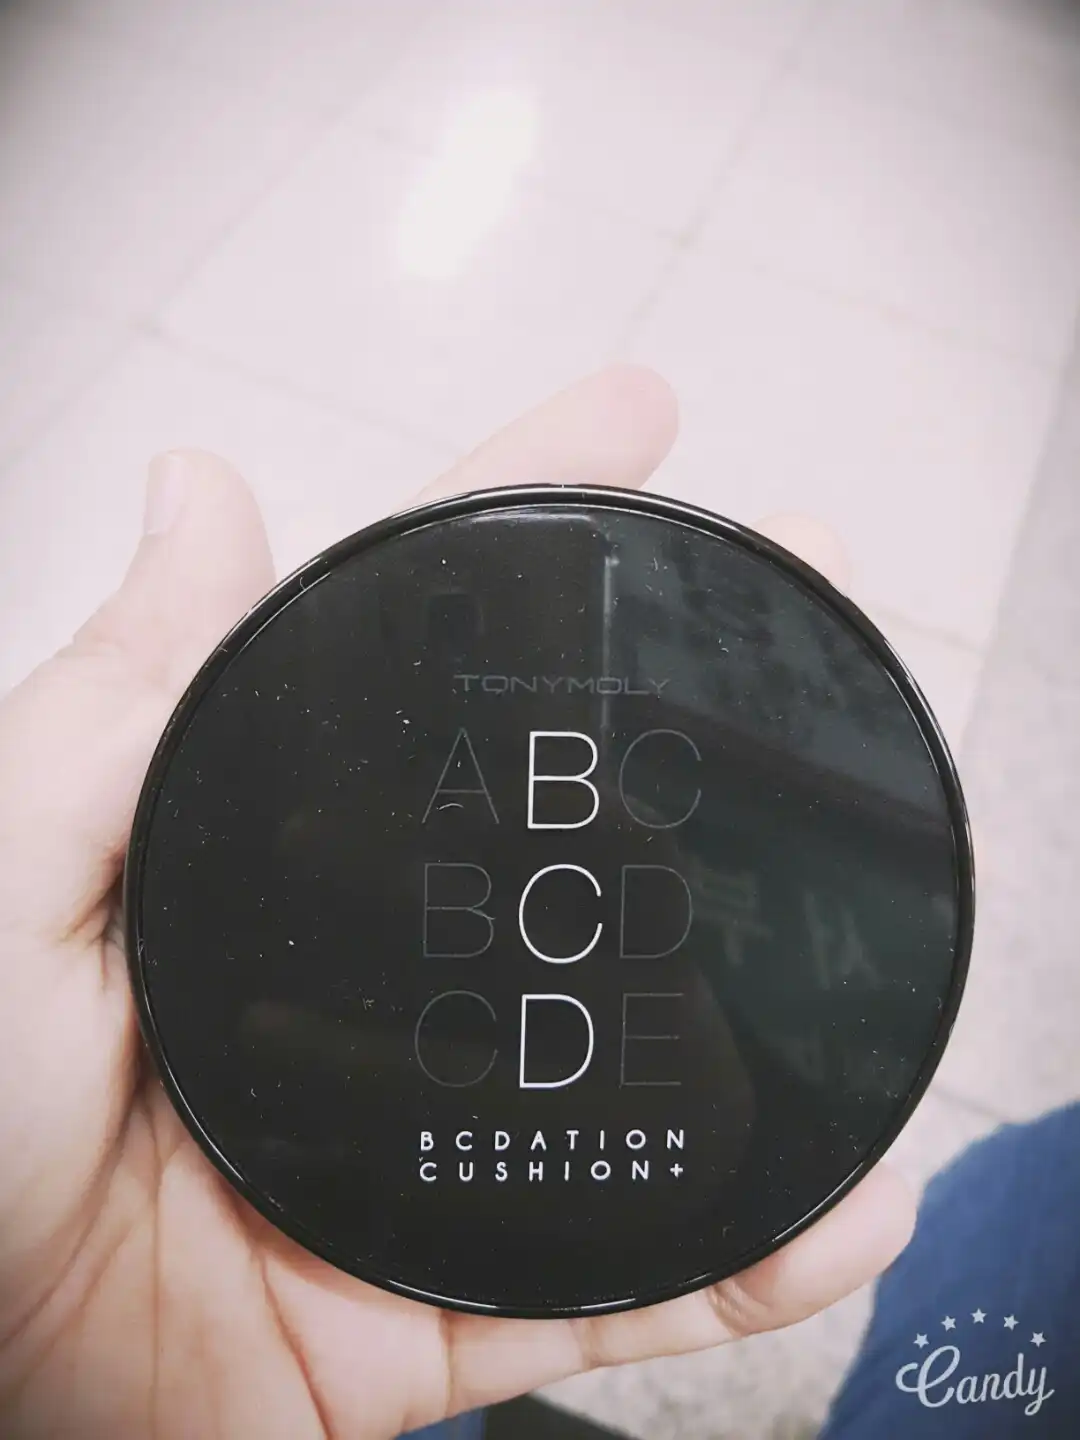 TONYMOLY
ABC
BCD
CDE
BCDATION
CUSHION+
Candy